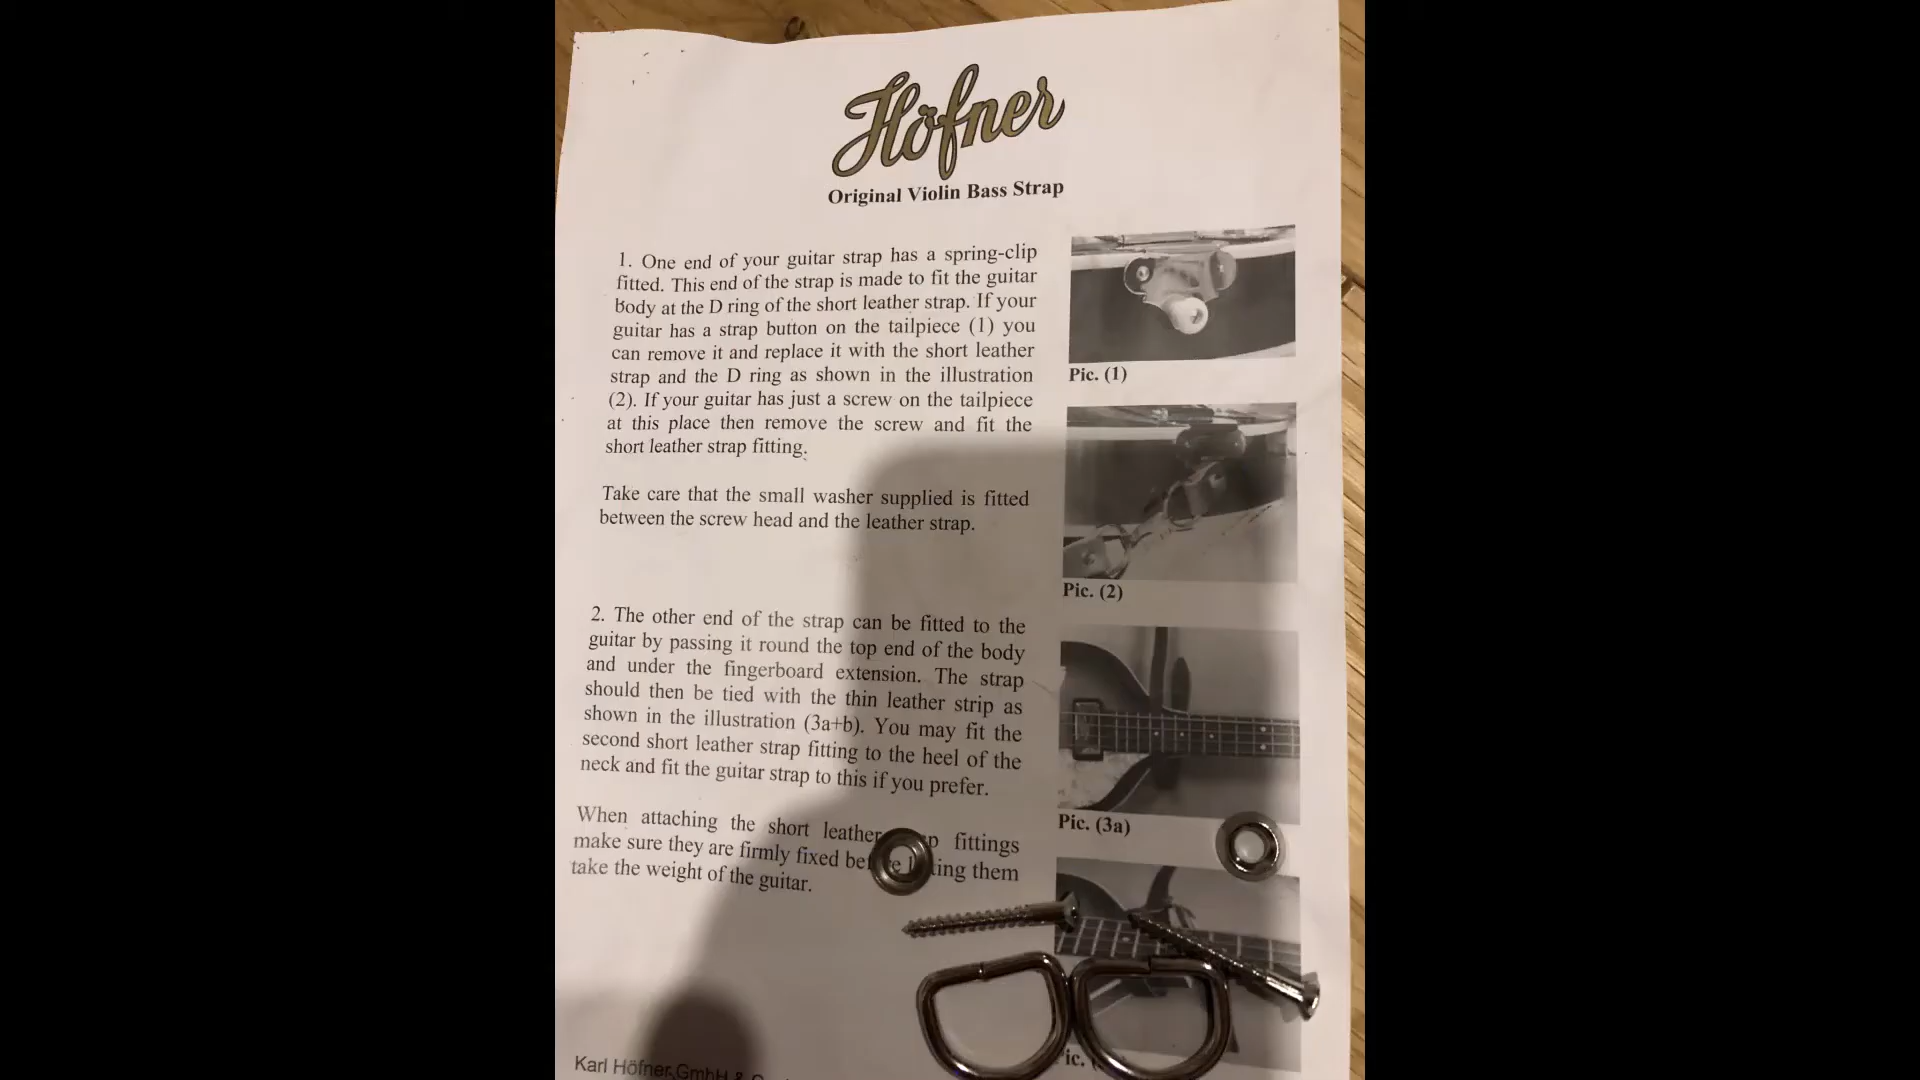 Höfner
Original Violin Bass Strap
1. One end of your guitar strap has a spring-clip
fitted. This end of the strap is made to fit the guitar
body at the D ring of the short leather strap. If your
guitar has a strap button on the tailpiece (1) you
can remove it and replace it with the short leather
strap and the D ring as shown in the illustration
(2). If your guitar has just a screw on the tailpiece
at this place then remove the screw and fit the
short leather strap fitting.
Take care that the small washer supplied is fitted
between the screw head and the leather strap.
2. The other end of the strap can be fitted to the
guitar by passing it round the top end of the body
and under the fingerboard extension. The strap
should then be tied with the thin leather strip as
shown in the illustration (3a+b). You may fit the
second short leather strap fitting to the heel of the
neck and fit the guitar strap to this if you prefer.
When attaching the short leather fittings
make sure they are firmly fixed them
take the weight of the guitar.
Pic. (1)
Pic. (2)
Pic. (3a)
Pic.
Karl Höfner GmbH &